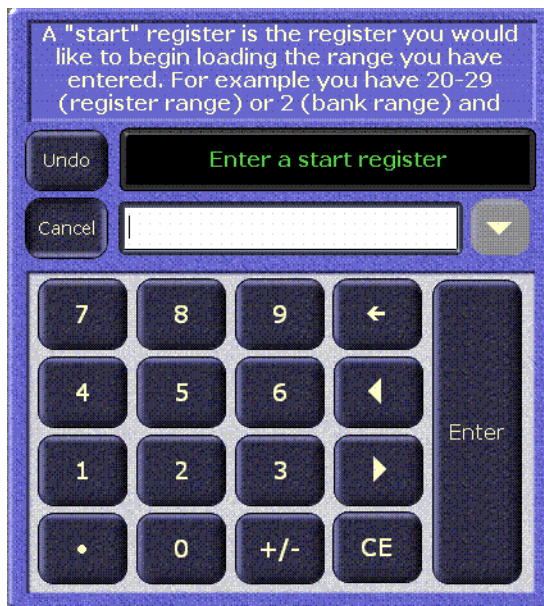 A "start" register is the register you would
like to begin loading the range you have
entered. For example you have 20-29
(register range) or 2 (bank range) and
Undo
Enter a start register
Cancel
7 8 9
4 5 6
Enter
1 2 3
. 0 +/- CE